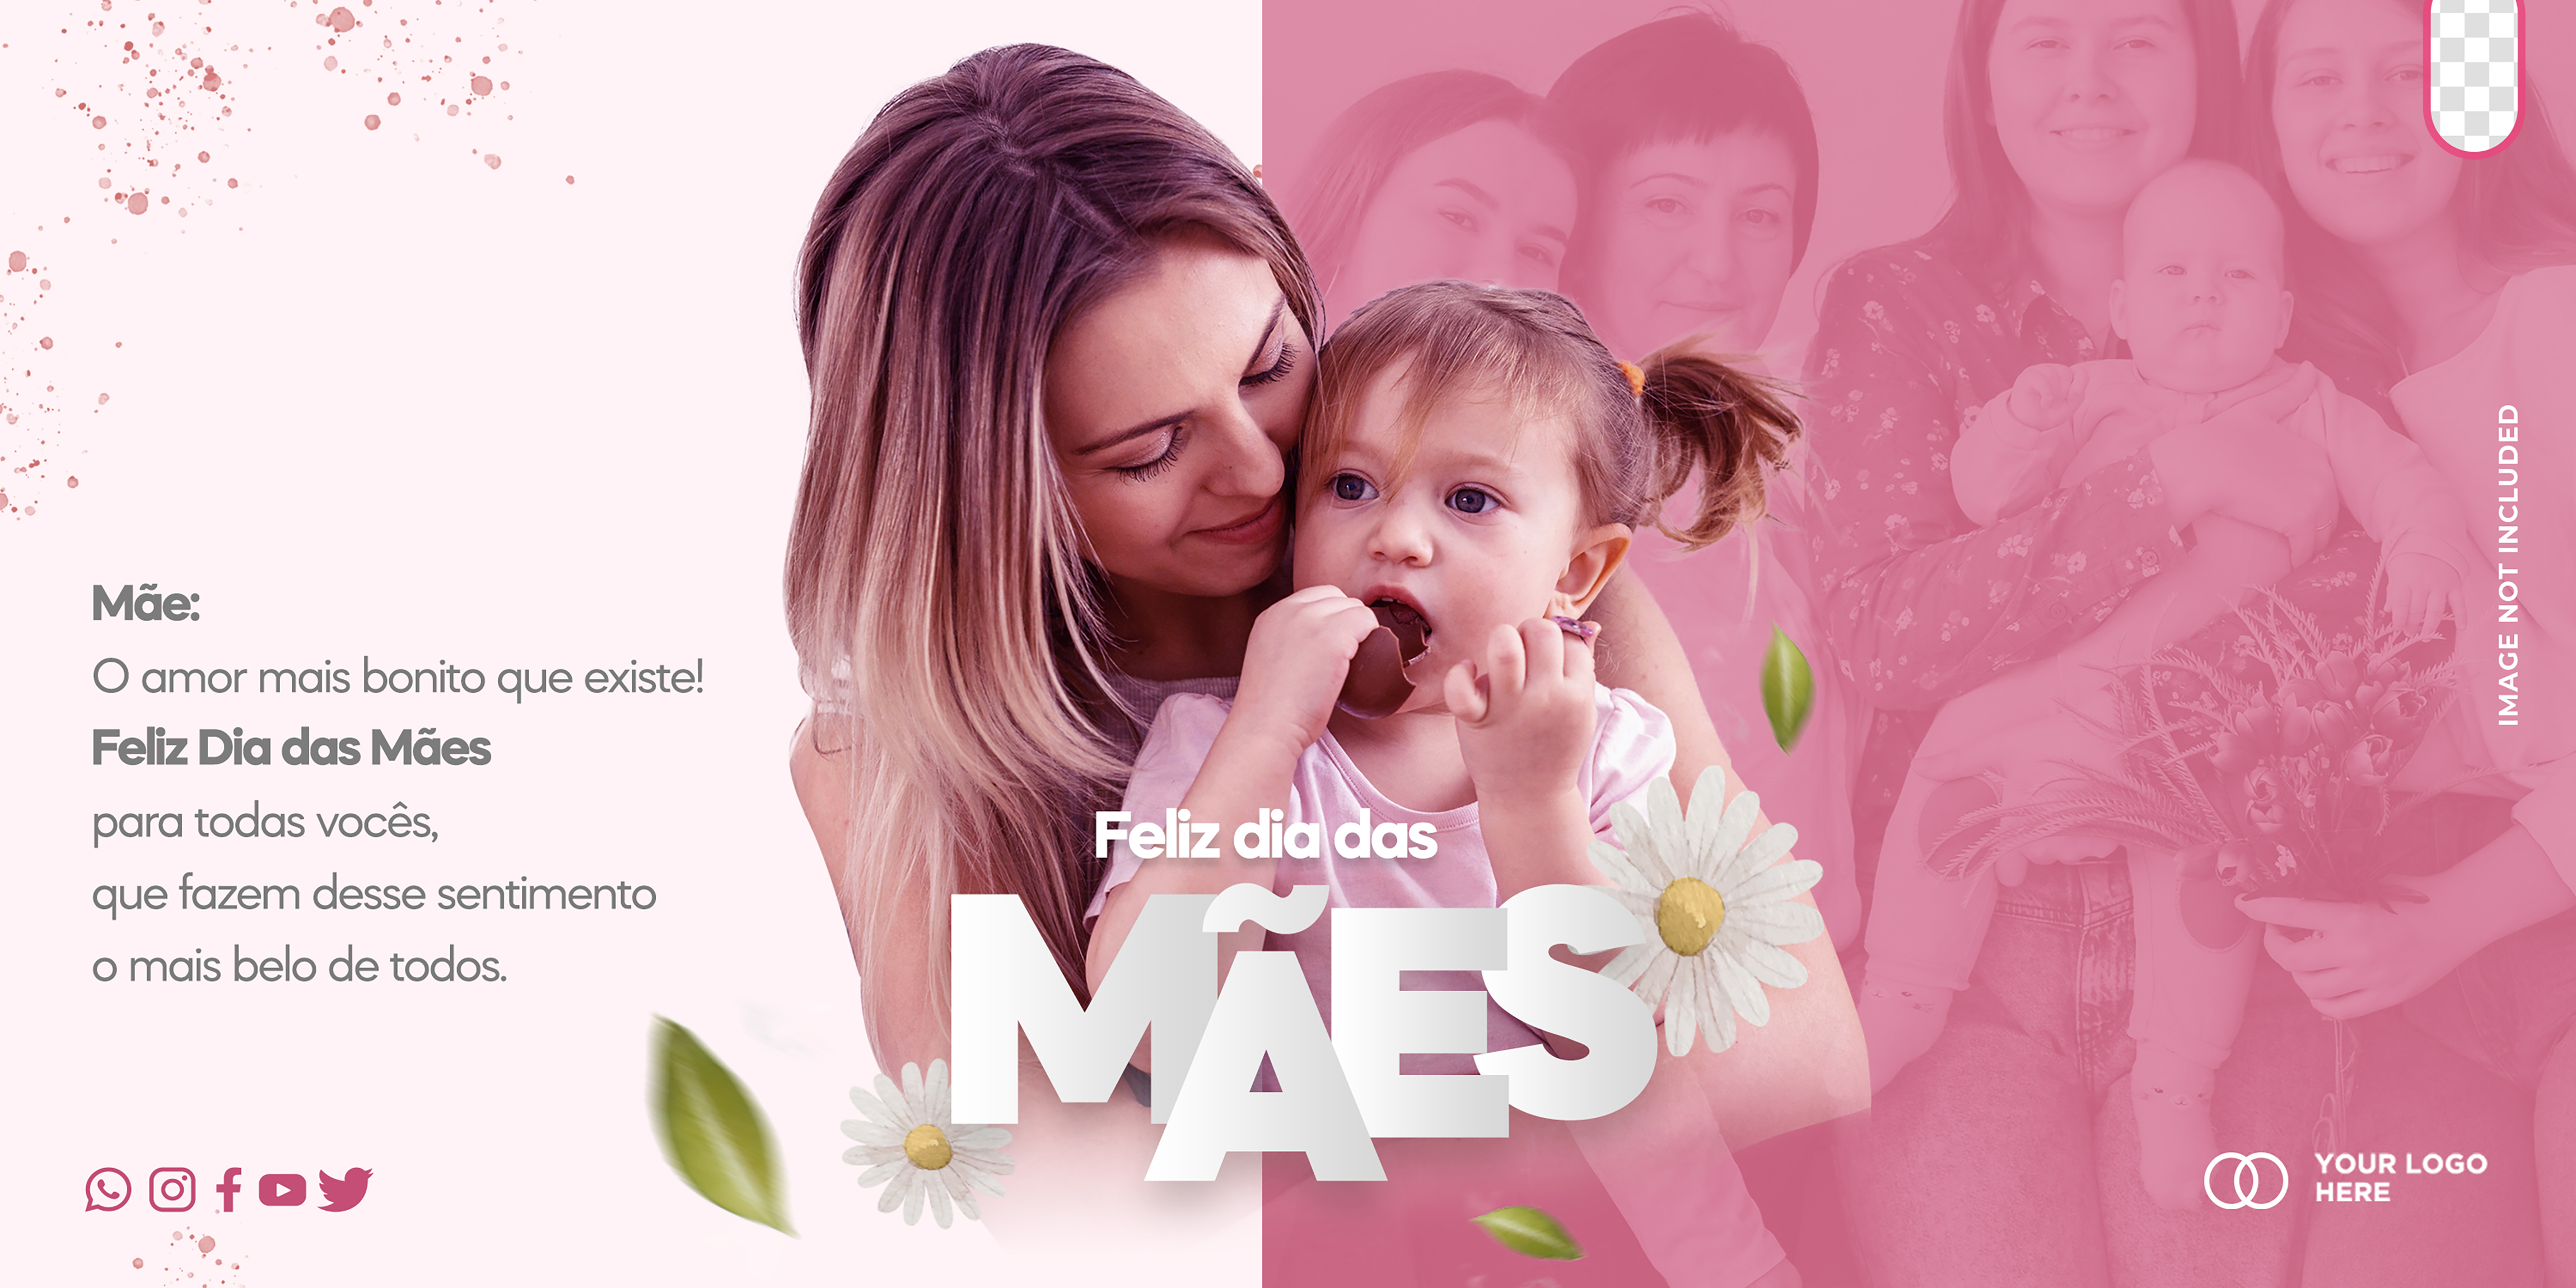 Mãe:
O amor mais bonito que existe!
Feliz Dia das Mães
para todas vocês,
que fazem desse sentimento
o mais belo de todos.
Feliz dia das
MÃES
IMAGE NOT INCLUDED
YOUR LOGO
HERE